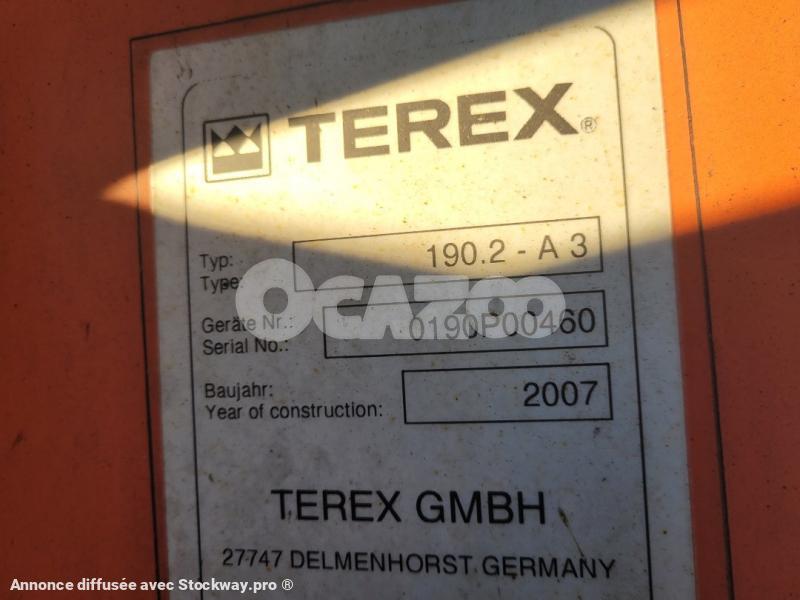 TEREX®
Typ:
Type: 190.2 - A 3
OCAZOO
Geräte Nr.:
Serial No.: 0190P00460
Baujahr:
Year of construction: 2007
TEREX GMBH
27747 DELMENHORST GERMANY
Annonce diffusée avec Stockway.pro ®